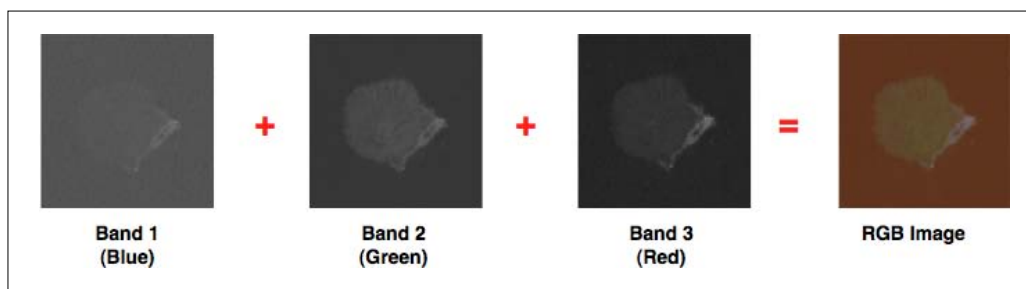 + + =
Band 1 Band 2 Band 3 RGB Image
(Blue) (Green) (Red)